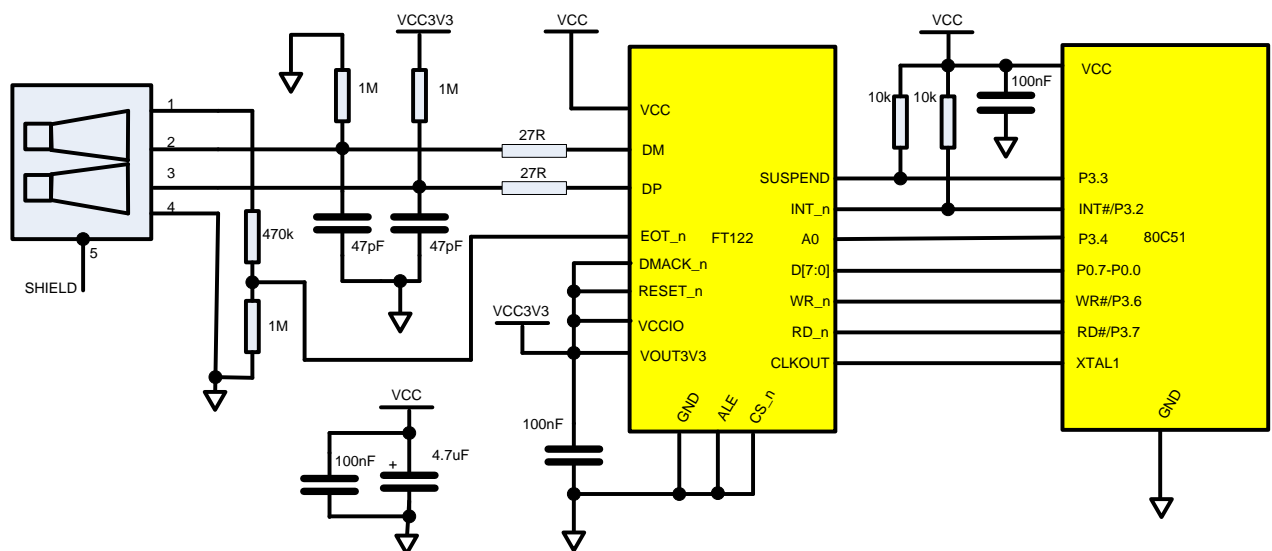 VCC3V3
VCC
VCC
1M
1M
1
2
3
4
5
SHIELD
470k
1M
47pF
47pF
27R
27R
VCC
DM
DP
EOT_n
DMACK_n
RESET_n
VCCIO
VOUT3V3
VCC3V3
FT122
SUSPEND
INT_n
A0
D[7:0]
WR_n
RD_n
CLKOUT
GND
ALE
CS_n
100nF
VCC
100nF
+
4.7uF
10k
10k
100nF
VCC
P3.3
INT#/P3.2
P3.4
80C51
P0.7-P0.0
WR#/P3.6
RD#/P3.7
XTAL1
GND